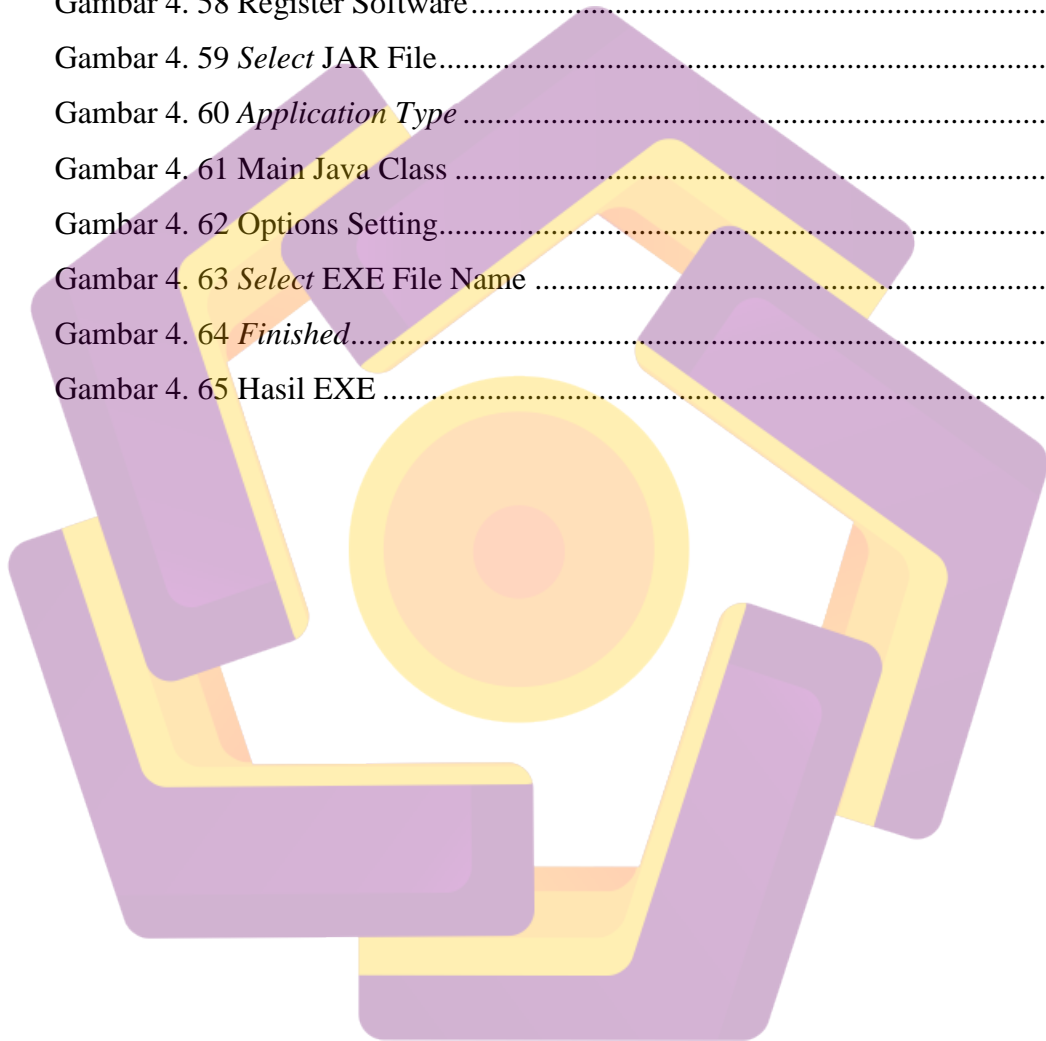 Gambar 4. 58 Register Software................................................................................
Gambar 4. 59 Select JAR File....................................................................................
Gambar 4. 60 Application Type.................................................................................
Gambar 4. 61 Main Java Class..................................................................................
Gambar 4. 62 Options Setting....................................................................................
Gambar 4. 63 Select EXE File Name........................................................................
Gambar 4. 64 Finished...............................................................................................
Gambar 4. 65 Hasil EXE...........................................................................................